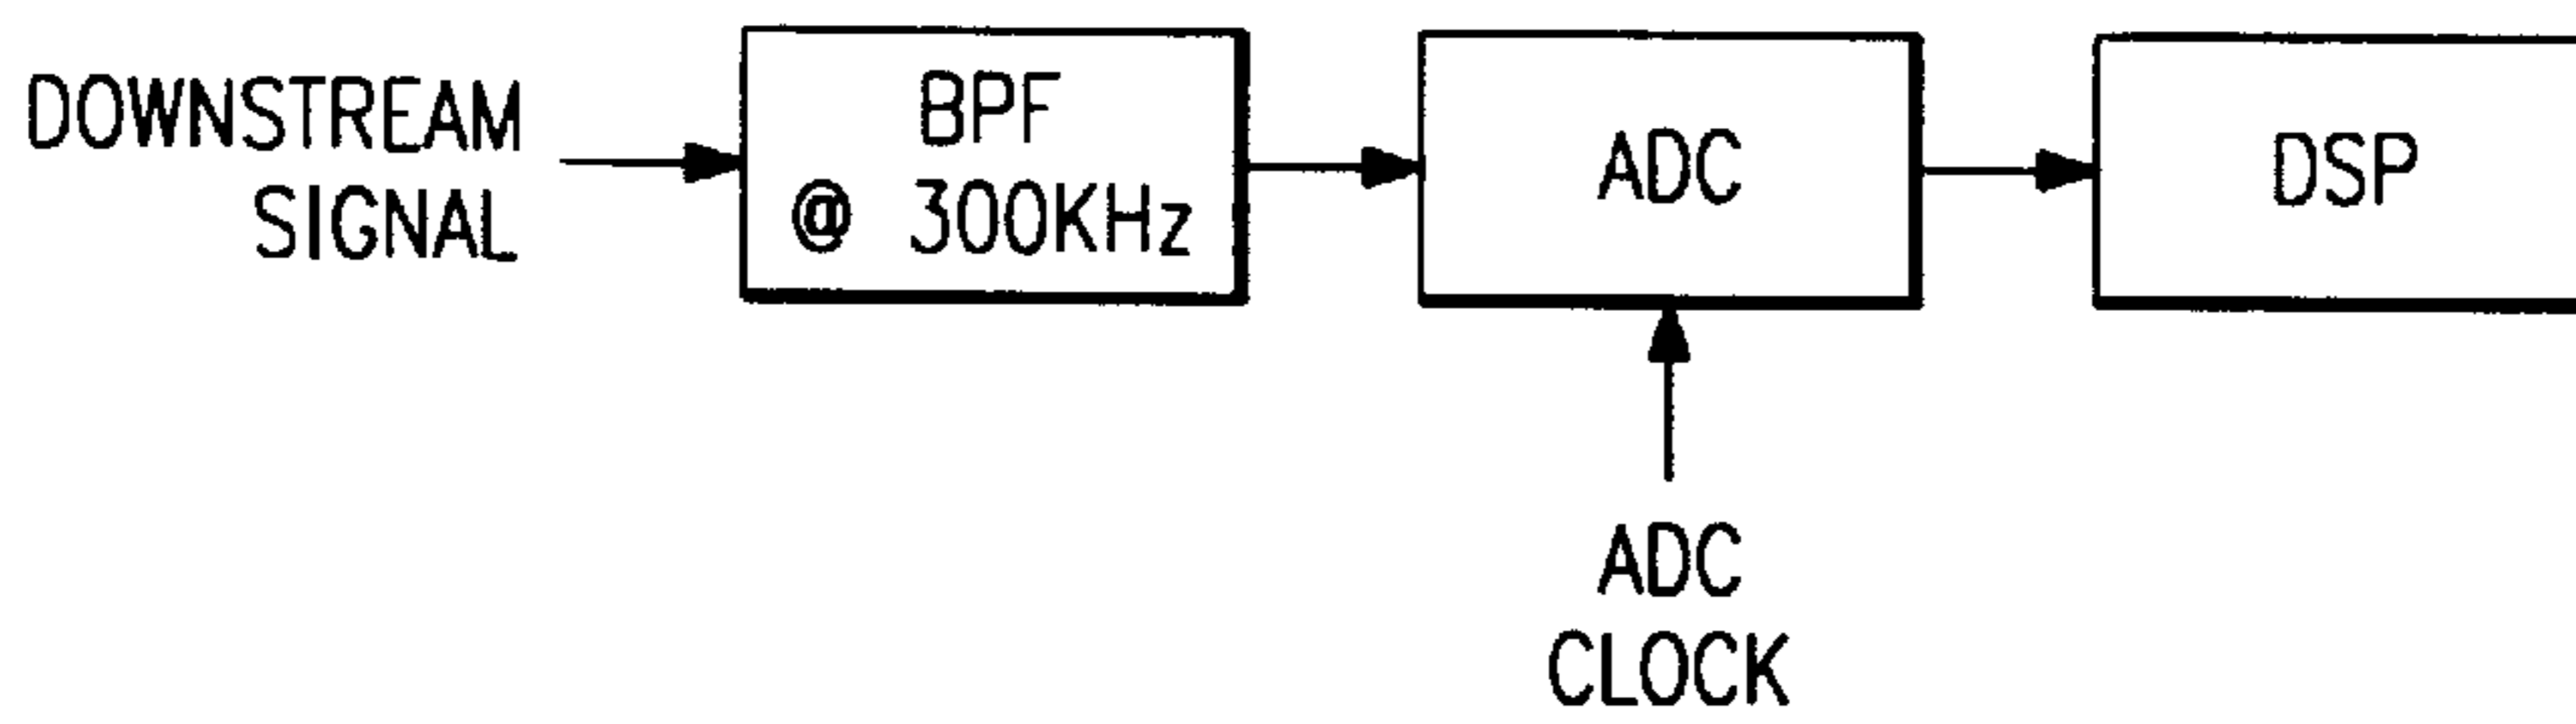 DOWNSTREAM
SIGNAL
BPF
@ 300KHz
ADC
DSP
ADC
CLOCK